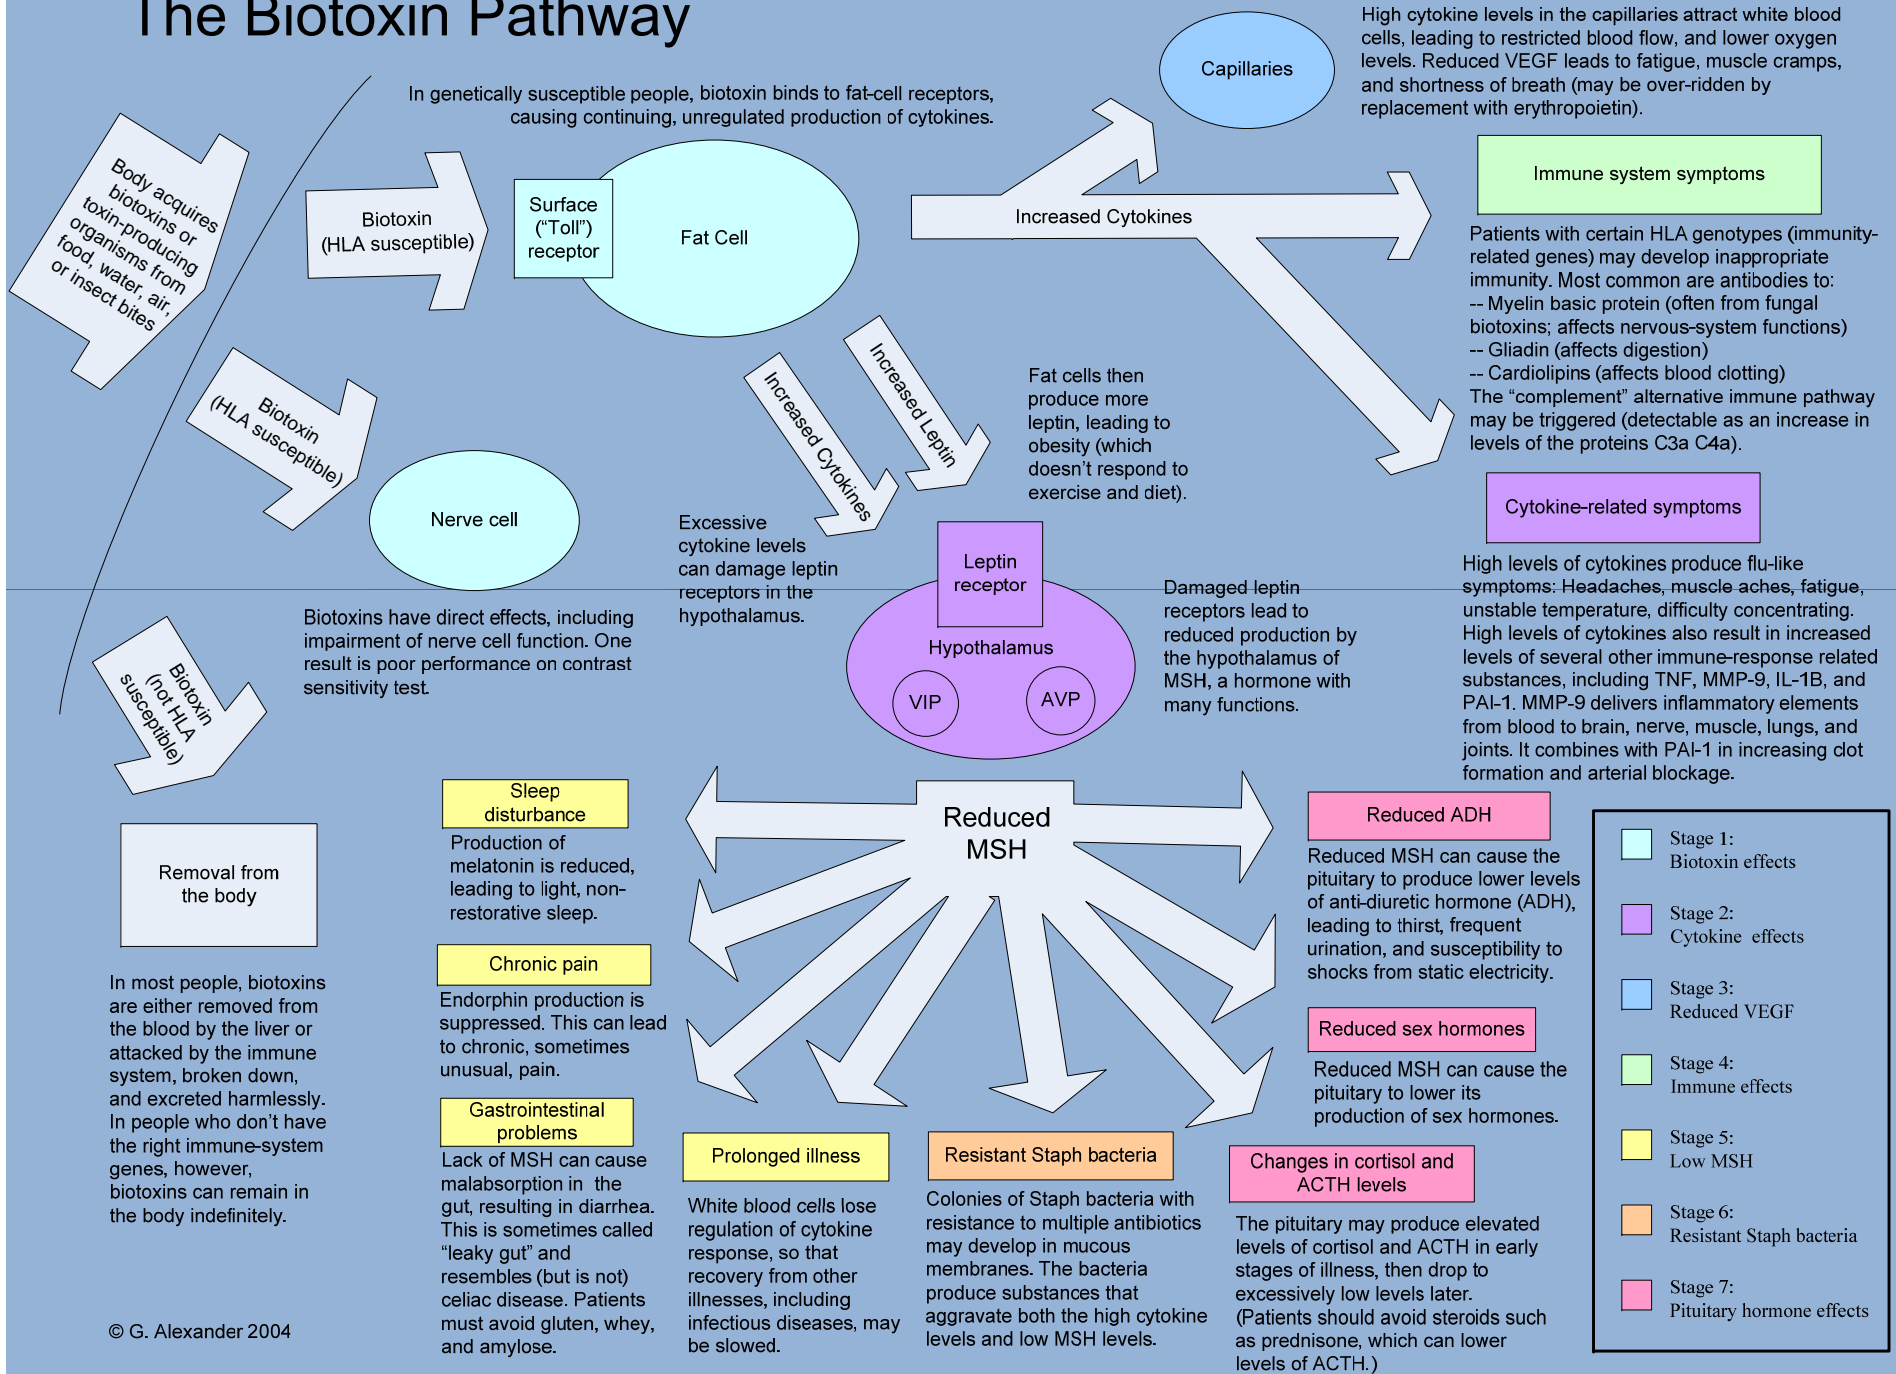 The Biotoxin Pathway
High cytokine levels in the capillaries attract white blood
cells, leading to restricted blood flow, and lower oxygen
levels. Reduced VEGF leads to fatigue, muscle cramps,
and shortness of breath (may be over-ridden by
replacement with erythropoietin).
Capillaries
In genetically susceptible people, biotoxin binds to fat-cell receptors,
causing continuing, unregulated production of cytokines.
Body acquires
biotoxins or
toxin-producing
organisms from
food, water, air,
or insect bites
Biotoxin
(HLA susceptible)
Surface
("Toll")
receptor
Fat Cell
Increased Cytokines
Immune system symptoms
Patients with certain HLA genotypes (immunity-
related genes) may develop inappropriate
immunity. Most common are antibodies to:
-- Myelin basic protein (often from fungal
biotoxins; affects nervous-system functions)
-- Gliadin (affects digestion)
-- Cardiolipins (affects blood clotting)
The “complement” alternative immune pathway
may be triggered (detectable as an increase in
levels of the proteins C3a C4a).
Biotoxin
(HLA susceptible)
Nerve cell
Increased Cytokines
Increased Leptin
Fat cells then
produce more
leptin, leading to
obesity (which
doesn’t respond to
exercise and diet).
Cytokine-related symptoms
High levels of cytokines produce flu-like
symptoms: Headaches, muscle aches, fatigue,
unstable temperature, difficulty concentrating.
High levels of cytokines also result in increased
levels of several other immune-response related
substances, including TNF, MMP-9, IL-1B, and
PAI-1. MMP-9 delivers inflammatory elements
from blood to brain, nerve, muscle, lungs, and
joints. It combines with PAI-1 in increasing clot
formation and arterial blockage.
Excessive
cytokine levels
can damage leptin
receptors in the
hypothalamus.
Leptin
receptor
Hypothalamus
VIP
AVP
Damaged leptin
receptors lead to
reduced production by
the hypothalamus of
MSH, a hormone with
many functions.
Biotoxins have direct effects, including
impairment of nerve cell function. One
result is poor performance on contrast
sensitivity test.
Biotoxin
(not HLA
susceptible)
Removal from
the body
In most people, biotoxins
are either removed from
the blood by the liver or
attacked by the immune
system, broken down,
and excreted harmlessly.
In people who don’t have
the right immune-system
genes, however,
biotoxins can remain in
the body indefinitely.
© G. Alexander 2004
Reduced
MSH
Sleep
disturbance
Production of
melatonin is reduced,
leading to light, non-
restorative sleep.
Chronic pain
Endorphin production is
suppressed. This can lead
to chronic, sometimes
unusual, pain.
Gastrointestinal
problems
Lack of MSH can cause
malabsorption in the
gut, resulting in diarrhea.
This is sometimes called
“leaky gut” and
resembles (but is not)
celiac disease. Patients
must avoid gluten, whey,
and amylose.
Prolonged illness
White blood cells lose
regulation of cytokine
response, so that
recovery from other
illnesses, including
infectious diseases, may
be slowed.
Resistant Staph bacteria
Colonies of Staph bacteria with
resistance to multiple antibiotics
may develop in mucous
membranes. The bacteria
produce substances that
aggravate both the high cytokine
levels and low MSH levels.
Reduced ADH
Reduced MSH can cause the
pituitary to produce lower levels
of anti-diuretic hormone (ADH),
leading to thirst, frequent
urination, and susceptibility to
shocks from static electricity.
Reduced sex hormones
Reduced MSH can cause the
pituitary to lower its
production of sex hormones.
Changes in cortisol and
ACTH levels
The pituitary may produce elevated
levels of cortisol and ACTH in early
stages of illness, then drop to
excessively low levels later.
(Patients should avoid steroids such
as prednisone, which can lower
levels of ACTH.)
Stage 1:
Biotoxin effects
Stage 2:
Cytokine effects
Stage 3:
Reduced VEGF
Stage 4:
Immune effects
Stage 5:
Low MSH
Stage 6:
Resistant Staph bacteria
Stage 7:
Pituitary hormone effects